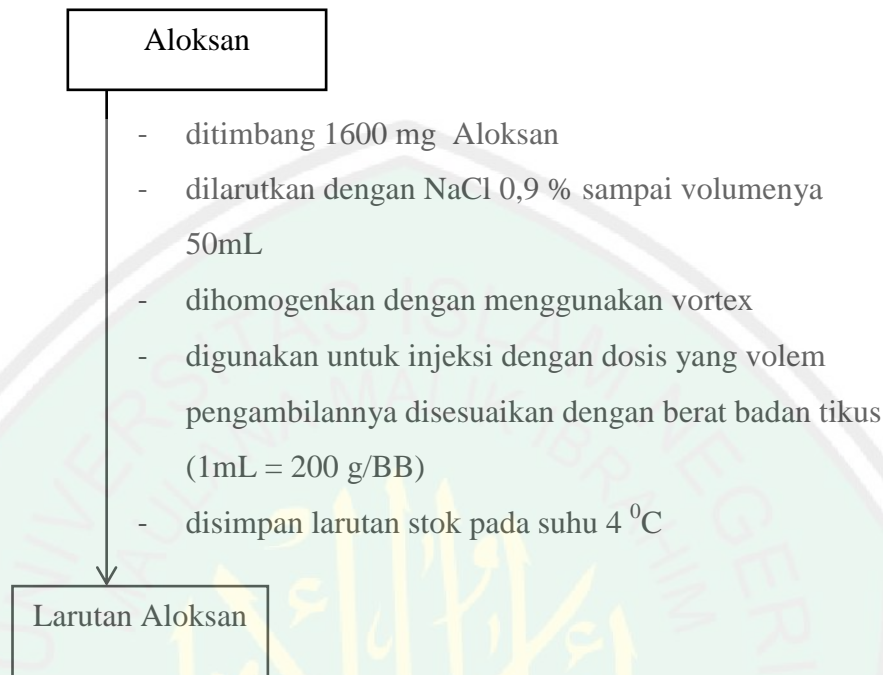 Aloksan
- ditimbang 1600 mg Aloksan
- dilarutkan dengan NaCl 0,9 % sampai volumenya
50mL
- dihomogenkan dengan menggunakan vortex
- digunakan untuk injeksi dengan dosis yang volem
pengambilannya disesuaikan dengan berat badan tikus
(1mL = 200 g/BB)
- disimpan larutan stok pada suhu 4 ⁰C
Larutan Aloksan